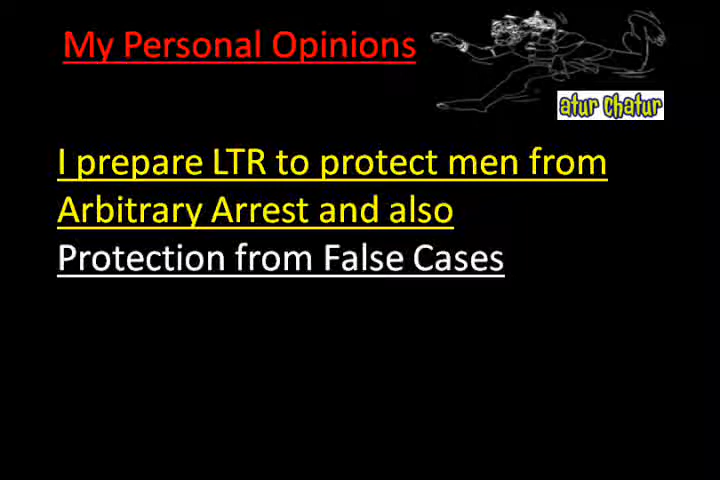 My Personal Opinions
atur chatur
I prepare LTR to protect men from
Arbitrary Arrest and also
Protection from False Cases